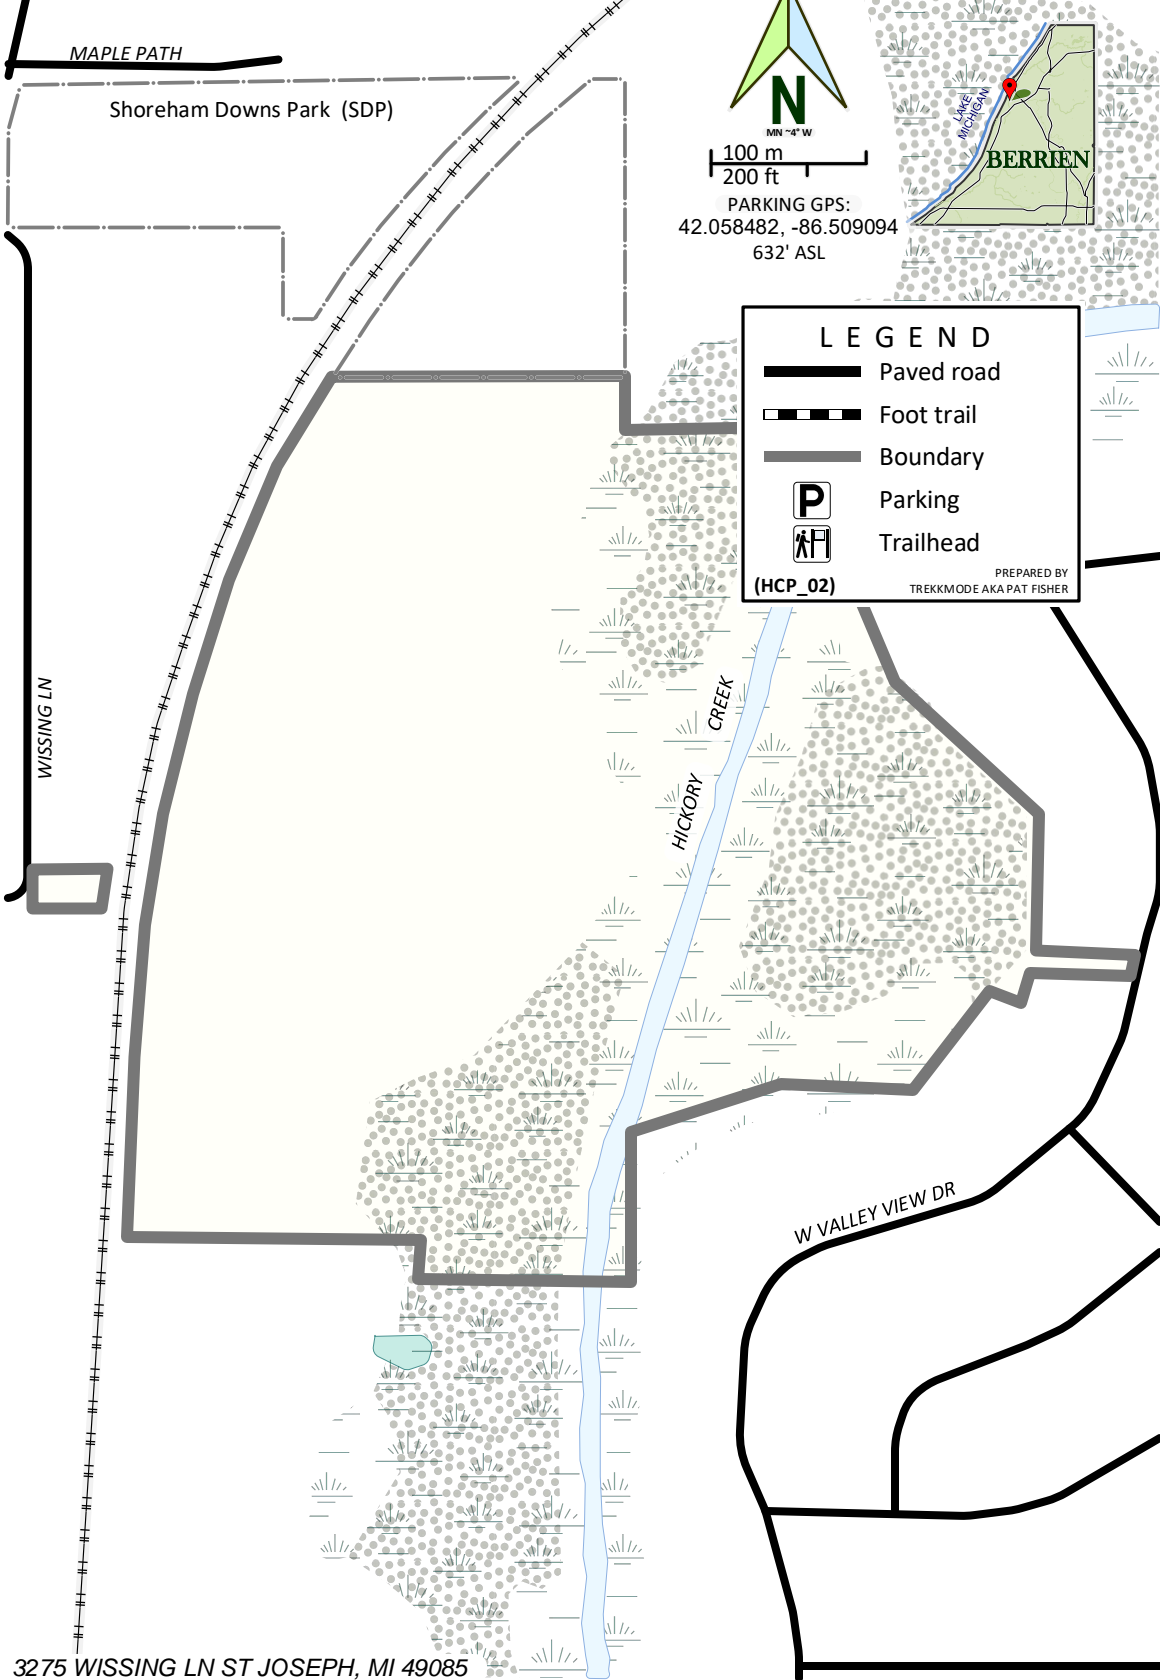 MAPLE PATH
Shoreham Downs Park (SDP)
N
MN ~4° W
100 m
200 ft
PARKING GPS:
42.058482, -86.509094
632' ASL
LAKE
MICHIGAN
BERRIEN
L E G E N D
Paved road
Foot trail
Boundary
P Parking
Trailhead
(HCP_02)
PREPARED BY
TREKKMODE AKA PAT FISHER
WISSING LN
HICKORY CREEK
W VALLEY VIEW DR
3275 WISSING LN ST JOSEPH, MI 49085